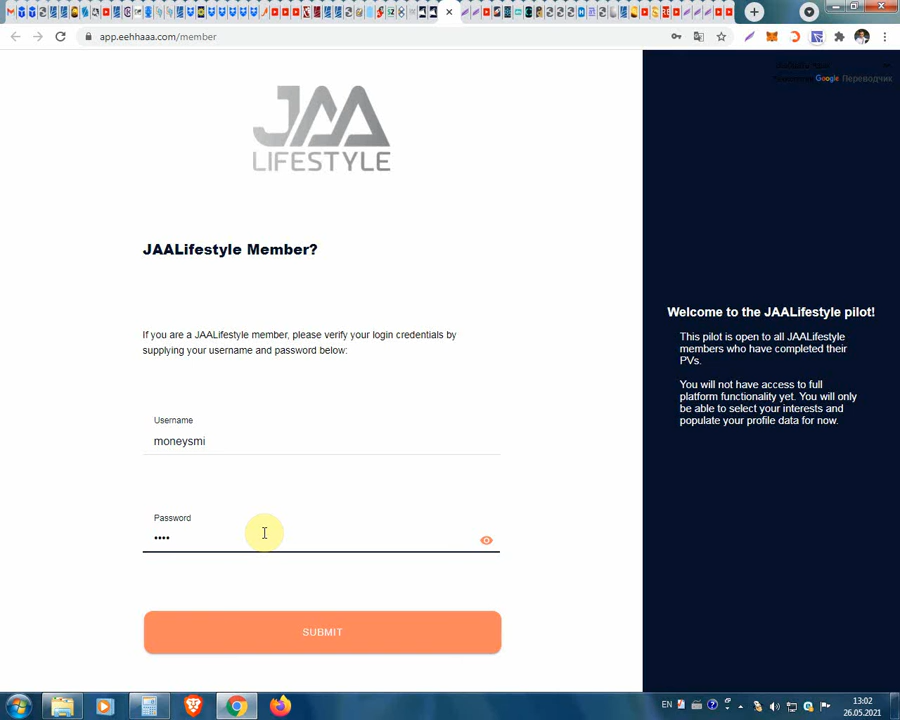 app.eehhaaa.com/member
Google Переводчик
JAA
LIFESTYLE
JAALifestyle Member?
If you are a JAALifestyle member, please verify your login credentials by
supplying your username and password below:
Username
moneysmi
Password
••••
SUBMIT
Welcome to the JAALifestyle pilot!
This pilot is open to all JAALifestyle
members who have completed their
PVs.
You will not have access to full
platform functionality yet. You will only
be able to select your interests and
populate your profile data for now.
EN
13:02
26.05.2021